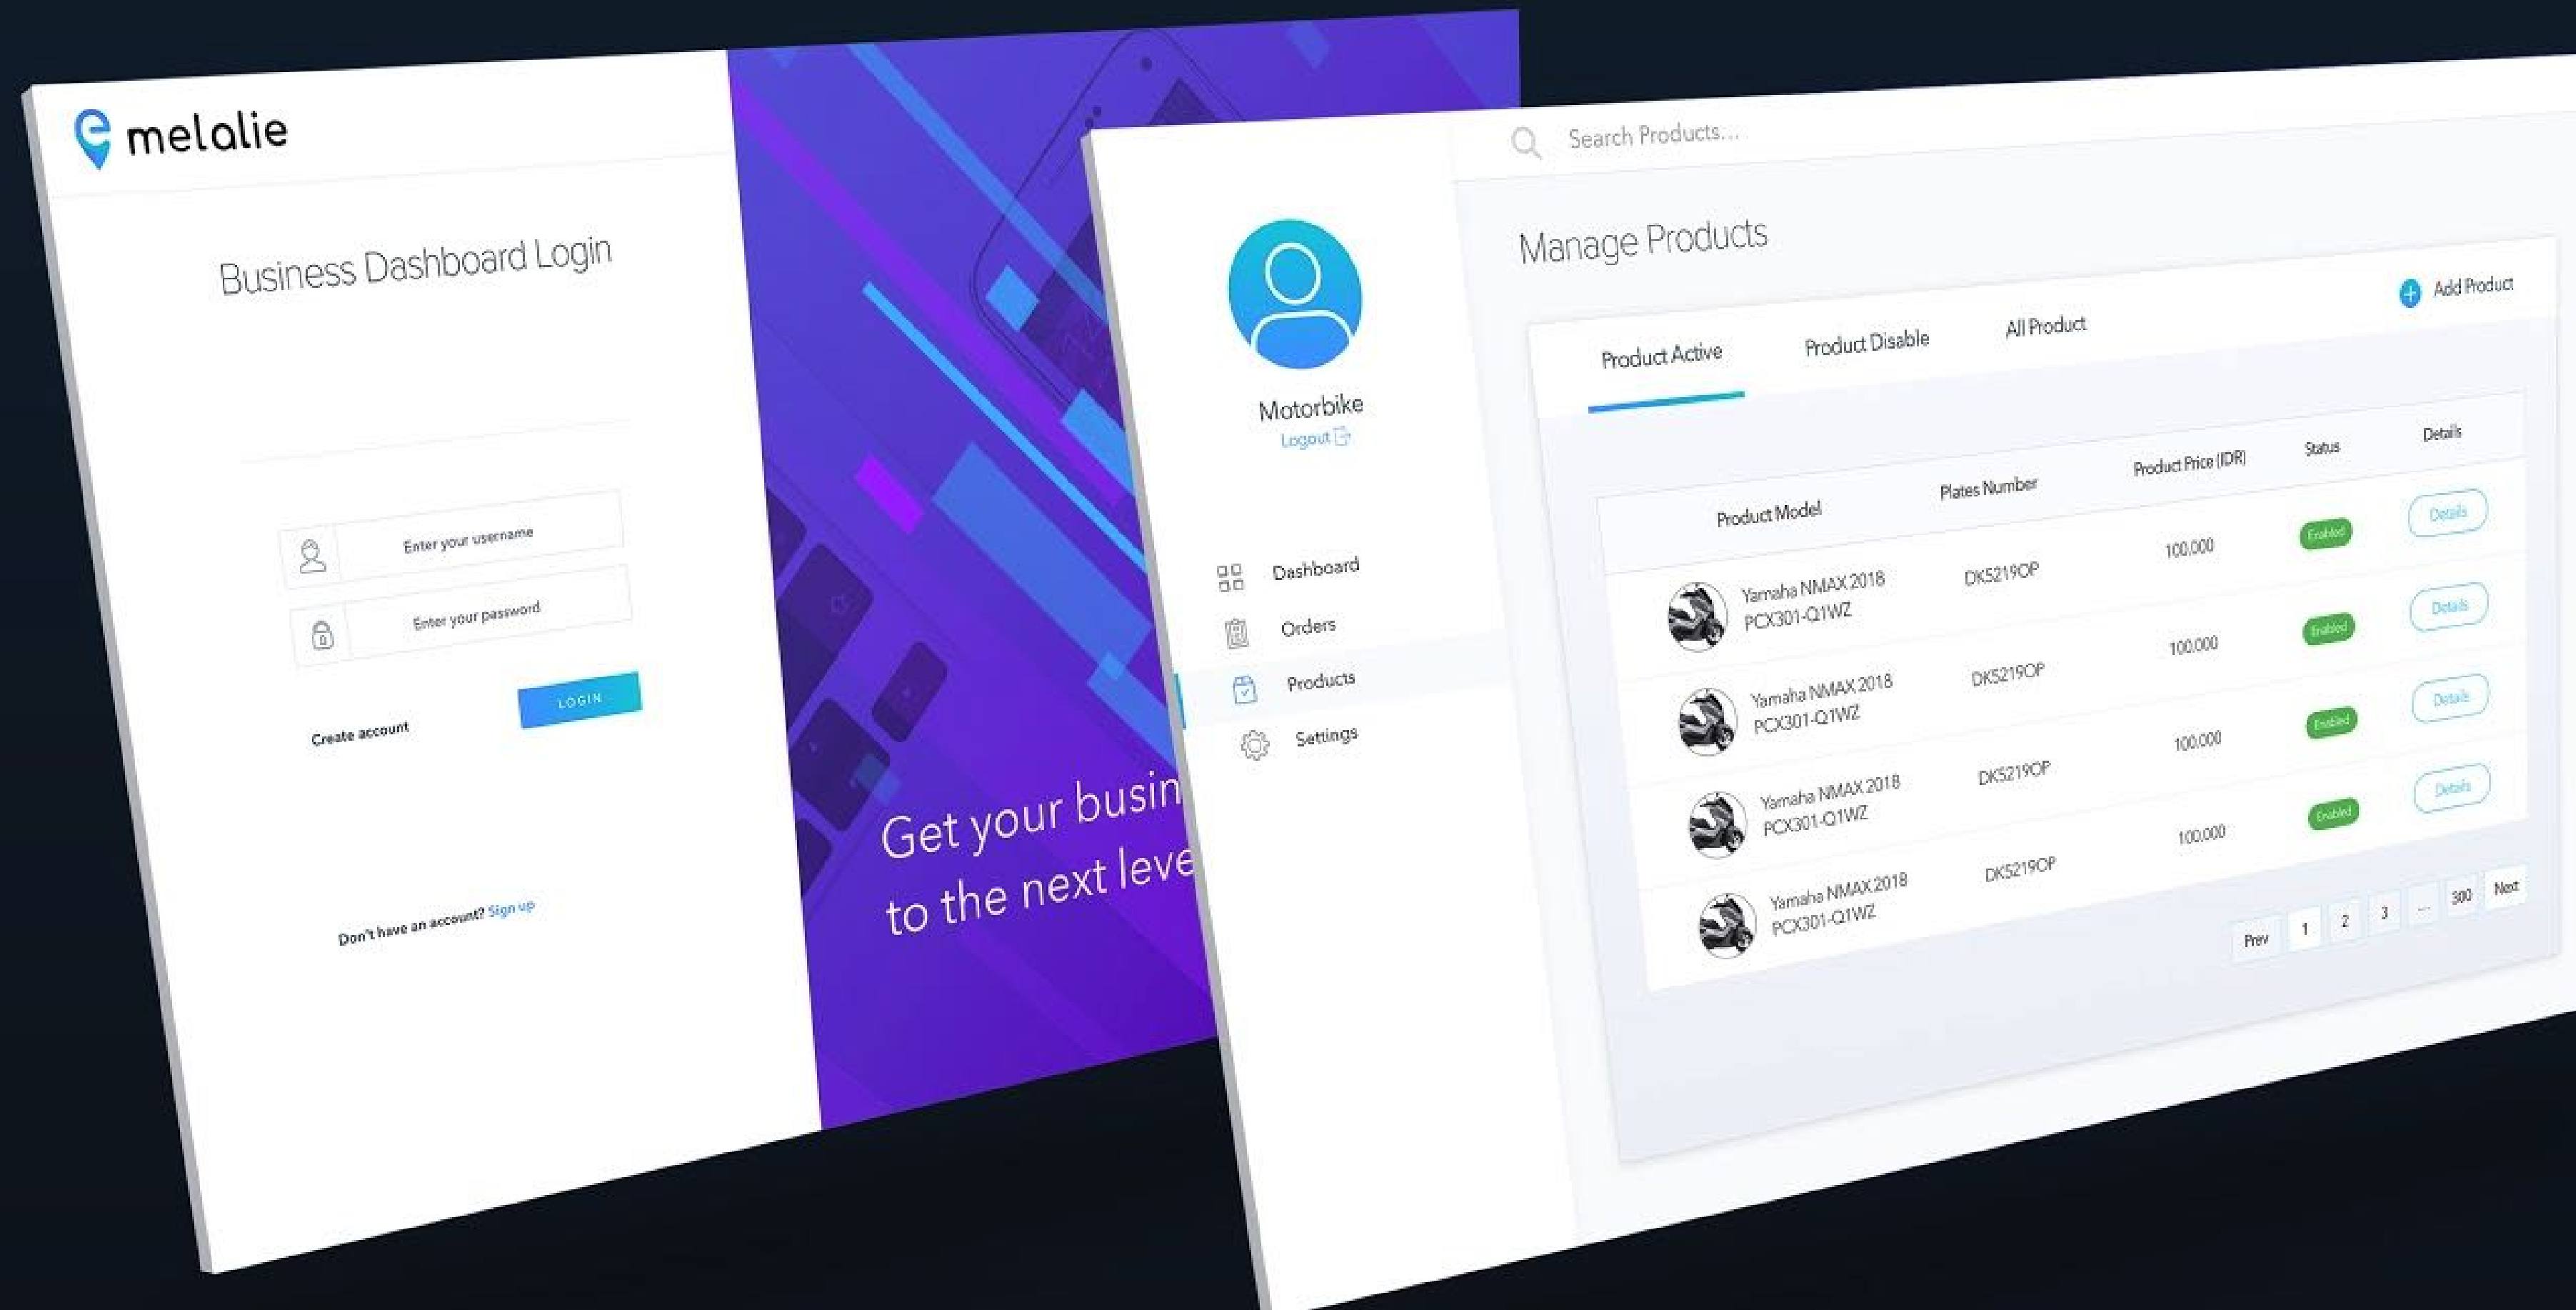 melalie
Business Dashboard Login
Enter your username
Enter your password
Create account
LOGIN
Don't have an account? Sign up
Get your busin
to the next leve
Search Products...
Motorbike
Logout
Dashboard
Orders
Products
Settings
Manage Products
Add Product
Product Active
Product Disable
All Product
Product Model
Plates Number
Product Price (IDR)
Status
Details
Yamaha NMAX 2018
PCX301-Q1WZ
DK5219OP
100.000
Enabled
Details
Yamaha NMAX 2018
PCX301-Q1WZ
DK5219OP
100.000
Enabled
Details
Yamaha NMAX 2018
PCX301-Q1WZ
DK5219OP
100.000
Enabled
Details
Yamaha NMAX 2018
PCX301-Q1WZ
DK5219OP
100.000
Enabled
Details
Prev 1 2 3 ... 300 Next